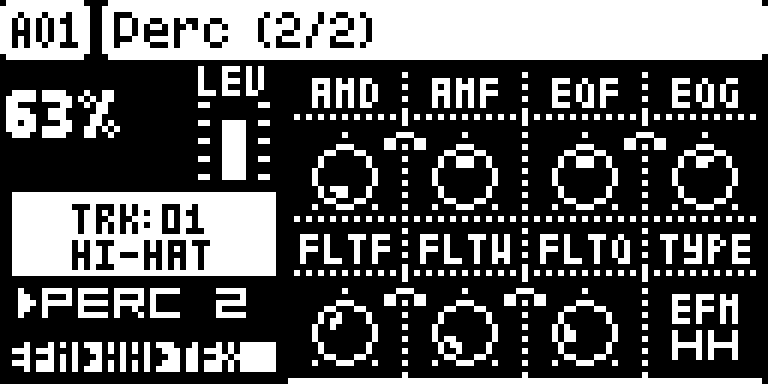 A01 Perc (2/2)
63% LEV
AMD AMF EQF EQG
TRK:01
HI-HAT
FLTF FLTW FLTQ TYPE
PERC 2
EFM
HH